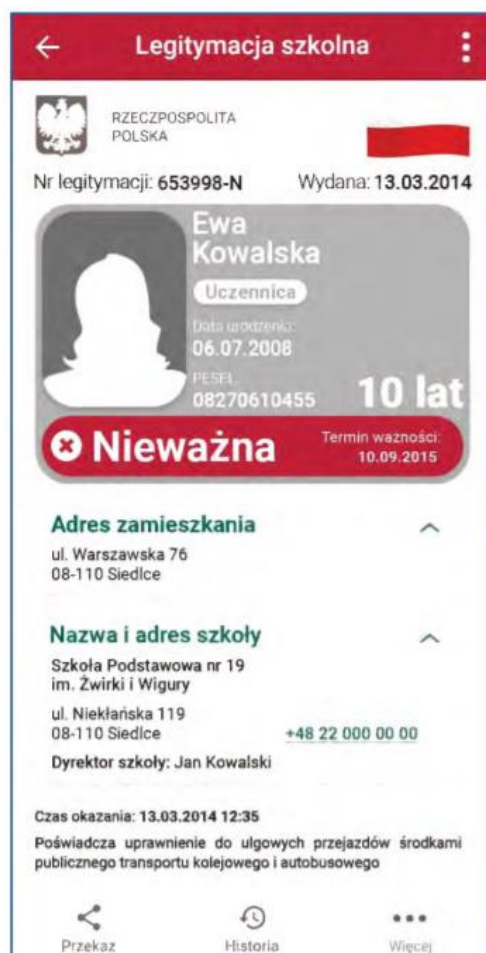 Legitymacja szkolna
RZECZPOSPOLITA
POLSKA
Nr legitymacji: 653998-N Wydana: 13.03.2014
Ewa
Kowalska
Uczennica
Data urodzenia:
06.07.2008
PESEL:
08270610455
10 lat
Nieważna
Termin ważności:
10.09.2015
Adres zamieszkania
ul. Warszawska 76
08-110 Siedlce
Nazwa i adres szkoły
Szkoła Podstawowa nr 19
im. Żwirki i Wigury
ul. Niekłańska 119
08-110 Siedlce +48 22 000 00 00
Dyrektor szkoły: Jan Kowalski
Czas okazania: 13.03.2014 12:35
Poświadcza uprawnienie do ulgowych przejazdów środkami
publicznego transportu kolejowego i autobusowego
Przekaz Historia Więcej